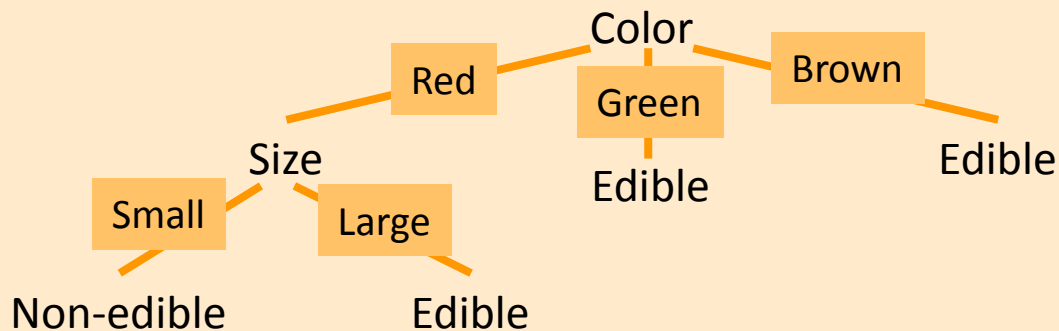 Color
Red
Green
Brown
Size
Edible
Edible
Small
Large
Non-edible
Edible